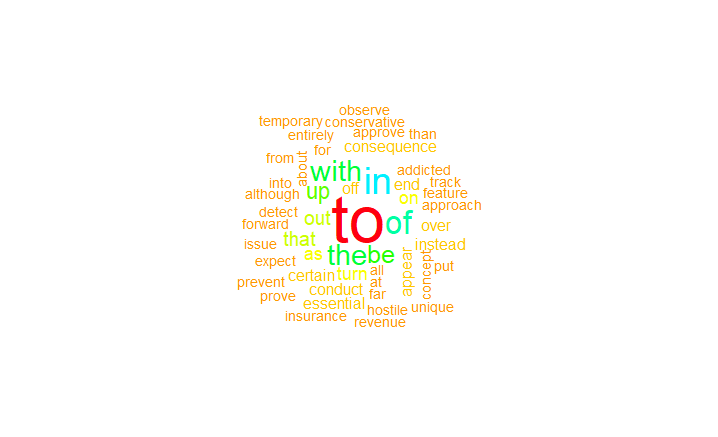 observe
temporary conservative
entirely approve than
for consequence
from about addicted
with in
into up off end track
although on feature
to approach
detect out of over
forward that
issue instead
as the be appear
expect turn all concept put
certain
prevent conduct at
prove far
essential hostile unique
insurance revenue